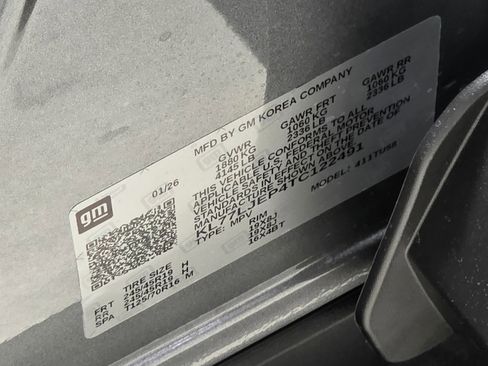 gm
01/26
MFD BY GM KOREA COMPANY
GVWR GAWR FRT GAWR RR
1880 KG 1060 KG 1060 KG
4145 LB 2336 LB 2336 LB
THIS VEHICLE CONFORMS TO ALL
APPLICABLE U.S. FEDERAL MOTOR
VEHICLE SAFETY AND THEFT PREVENTION
STANDARDS IN EFFECT ON THE DATE OF
MANUFACTURE SHOWN ABOVE.
KL77LJEP4TC122491
TYPE: MPV MODEL: 411TUS8
TIRE SIZE RIM
FRT 245/45R19 H 19X8J
RR 245/45R19 H 19X8J
SPA T125/70R16 M 16X4BT